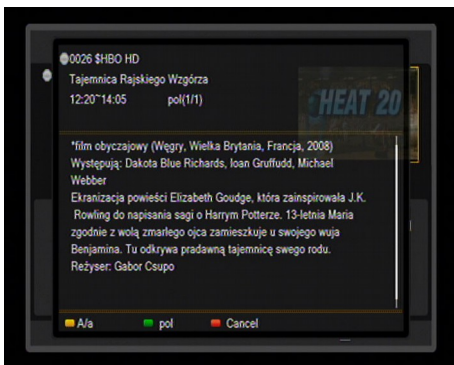 0026 $HBO HD
Tajemnica Rajskiego Wzgórza
12:20~14:05 pol(1/1)
HEAT 20
*film obyczajowy (Węgry, Wielka Brytania, Francja, 2008)
Występują: Dakota Blue Richards, Ioan Gruffudd, Michael
Webber
Ekranizacja powieści Elizabeth Goudge, która zainspirowała J.K.
Rowling do napisania sagi o Harrym Potterze. 13-letnia Maria
zgodnie z wolą zmarłego ojca zamieszkuje u swojego wuja
Benjamina. Tu odkrywa pradawną tajemnicę swego rodu.
Reżyser: Gabor Csupo
A/a pol Cancel